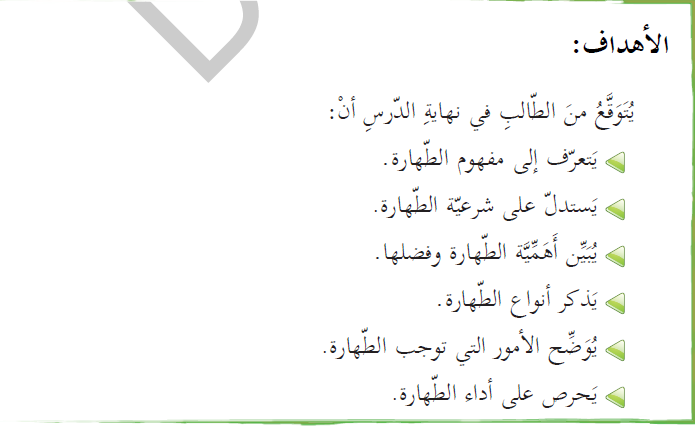 الأهداف:
يُتَوَقَّعُ منَ الطّالبِ في نهايةِ الدّرسِ أنْ:
يَتعرّف إلى مفهوم الطّهارة.
يَستدلّ على شرعيّة الطّهارة.
يُبَيِّن أَهَمِّيَّة الطّهارة وفضلها.
يَذكر أنواع الطّهارة.
يُوَضِّح الأمور التي توجب الطّهارة.
يَحرص على أداء الطّهارة.